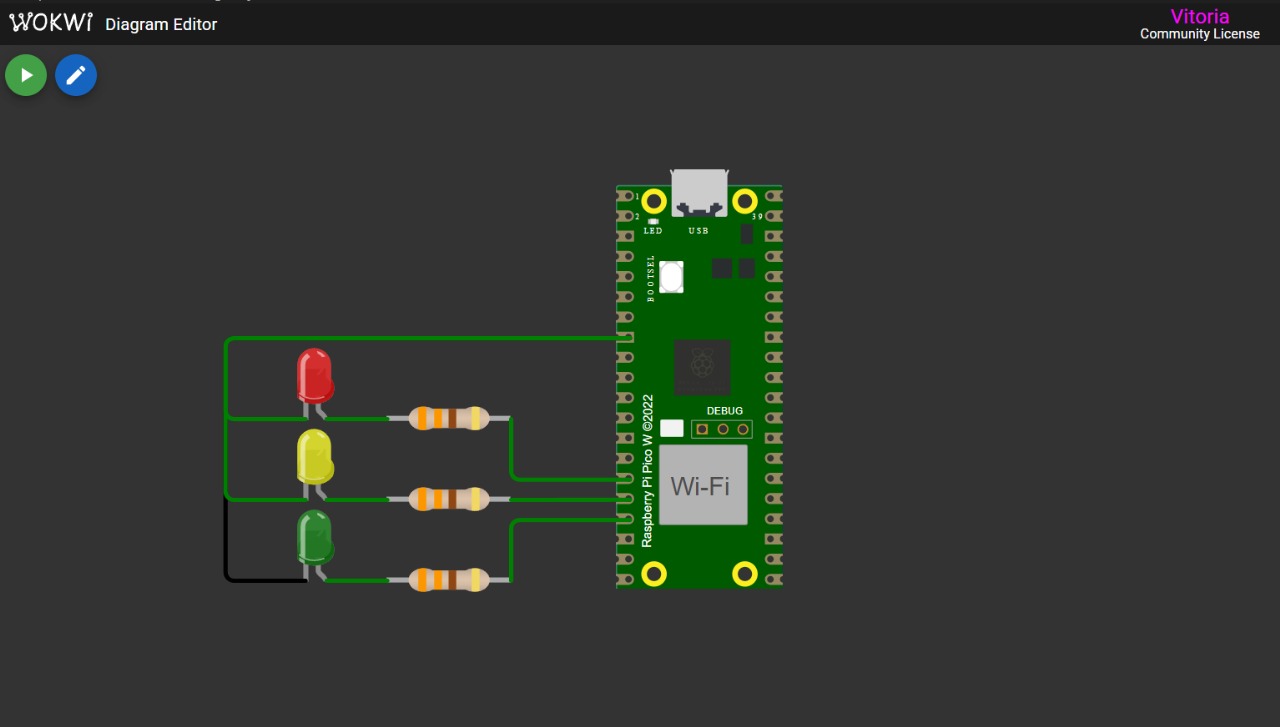 WOKWi Diagram Editor
Vitoria
Community License
1
2
39
LED USB
BOOTSEL
DEBUG
Raspberry Pi Pico W ©2022
Wi-Fi